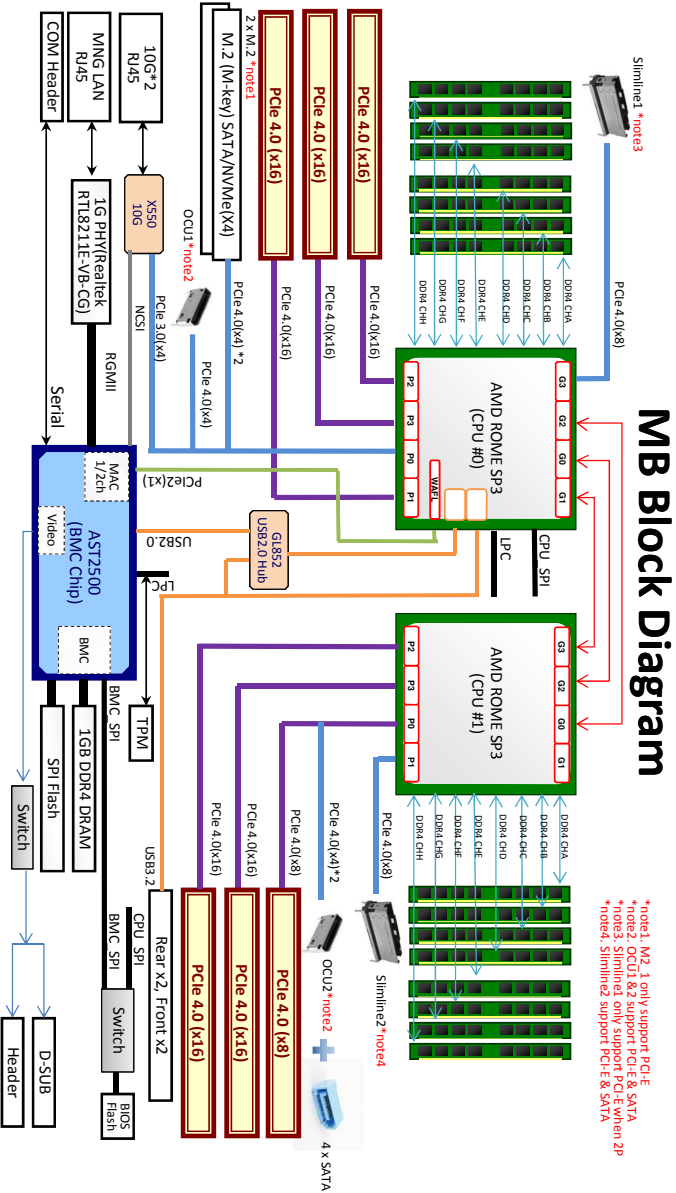 MB Block Diagram
*note1. M2_1 only support PCI-E
*note2. OCU1 & 2 support PCI-E & SATA
*note3. Slimline1 only support PCI-E when 2P
*note4. Slimline2 support PCI-E & SATA
Slimline1 *note3
PCIe 4.0(x8)
DDR4 CHA
DDR4 CHB
DDR4 CHC
DDR4 CHD
DDR4 CHE
DDR4 CHF
DDR4 CHG
DDR4 CHH
G3
G2
G0
G1
AMD ROME SP3
(CPU #0)
WAFL
P2
P3
P0
P1
CPU_SPI
LPC
G3
G2
G0
G1
AMD ROME SP3
(CPU #1)
P2
P3
P0
P1
DDR4 CHA
DDR4 CHB
DDR4 CHC
DDR4 CHD
DDR4 CHE
DDR4 CHF
DDR4 CHG
DDR4 CHH
PCIe 4.0 (x16)
PCIe 4.0(x16)
PCIe 4.0 (x16)
PCIe 4.0(x16)
PCIe 4.0 (x16)
PCIe 4.0(x16)
2 x M.2 *note1
M.2 (M-key) SATA/NVMe(X4)
PCIe 4.0(x4) *2
OCU1*note2
PCIe 4.0(x4)
10G*2
RJ45
X550
10G
PCIe 3.0(x4)
NCSI
MNG LAN
RJ45
1G PHY(Realtek
RTL8211E-VB-CG)
RGMII
COM Header
Serial
GL852
USB2.0 Hub
PCIe2(x1)
USB2.0
LPC
MAC
1/2ch
Video
AST2500
(BMC Chip)
BMC
TPM
BMC_SPI
1GB DDR4 DRAM
SPI Flash
Switch
D-SUB
Header
PCIe 4.0(x8)
Slimline2*note4
PCIe 4.0(x4)*2
OCU2*note2
4 x SATA
PCIe 4.0(x8)
PCIe 4.0 (x8)
PCIe 4.0(x16)
PCIe 4.0 (x16)
PCIe 4.0(x16)
PCIe 4.0 (x16)
USB3.2
Rear x2, Front x2
CPU_SPI
BMC_SPI
Switch
BIOS
Flash